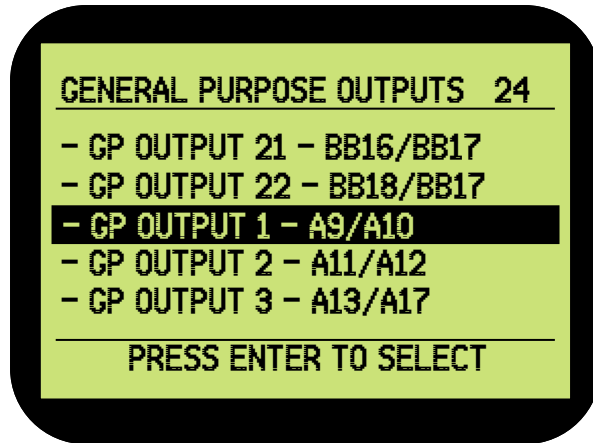 GENERAL PURPOSE OUTPUTS 24
- GP OUTPUT 21 - BB16/BB17
- GP OUTPUT 22 - BB18/BB17
- GP OUTPUT 1 - A9/A10
- GP OUTPUT 2 - A11/A12
- GP OUTPUT 3 - A13/A17
PRESS ENTER TO SELECT